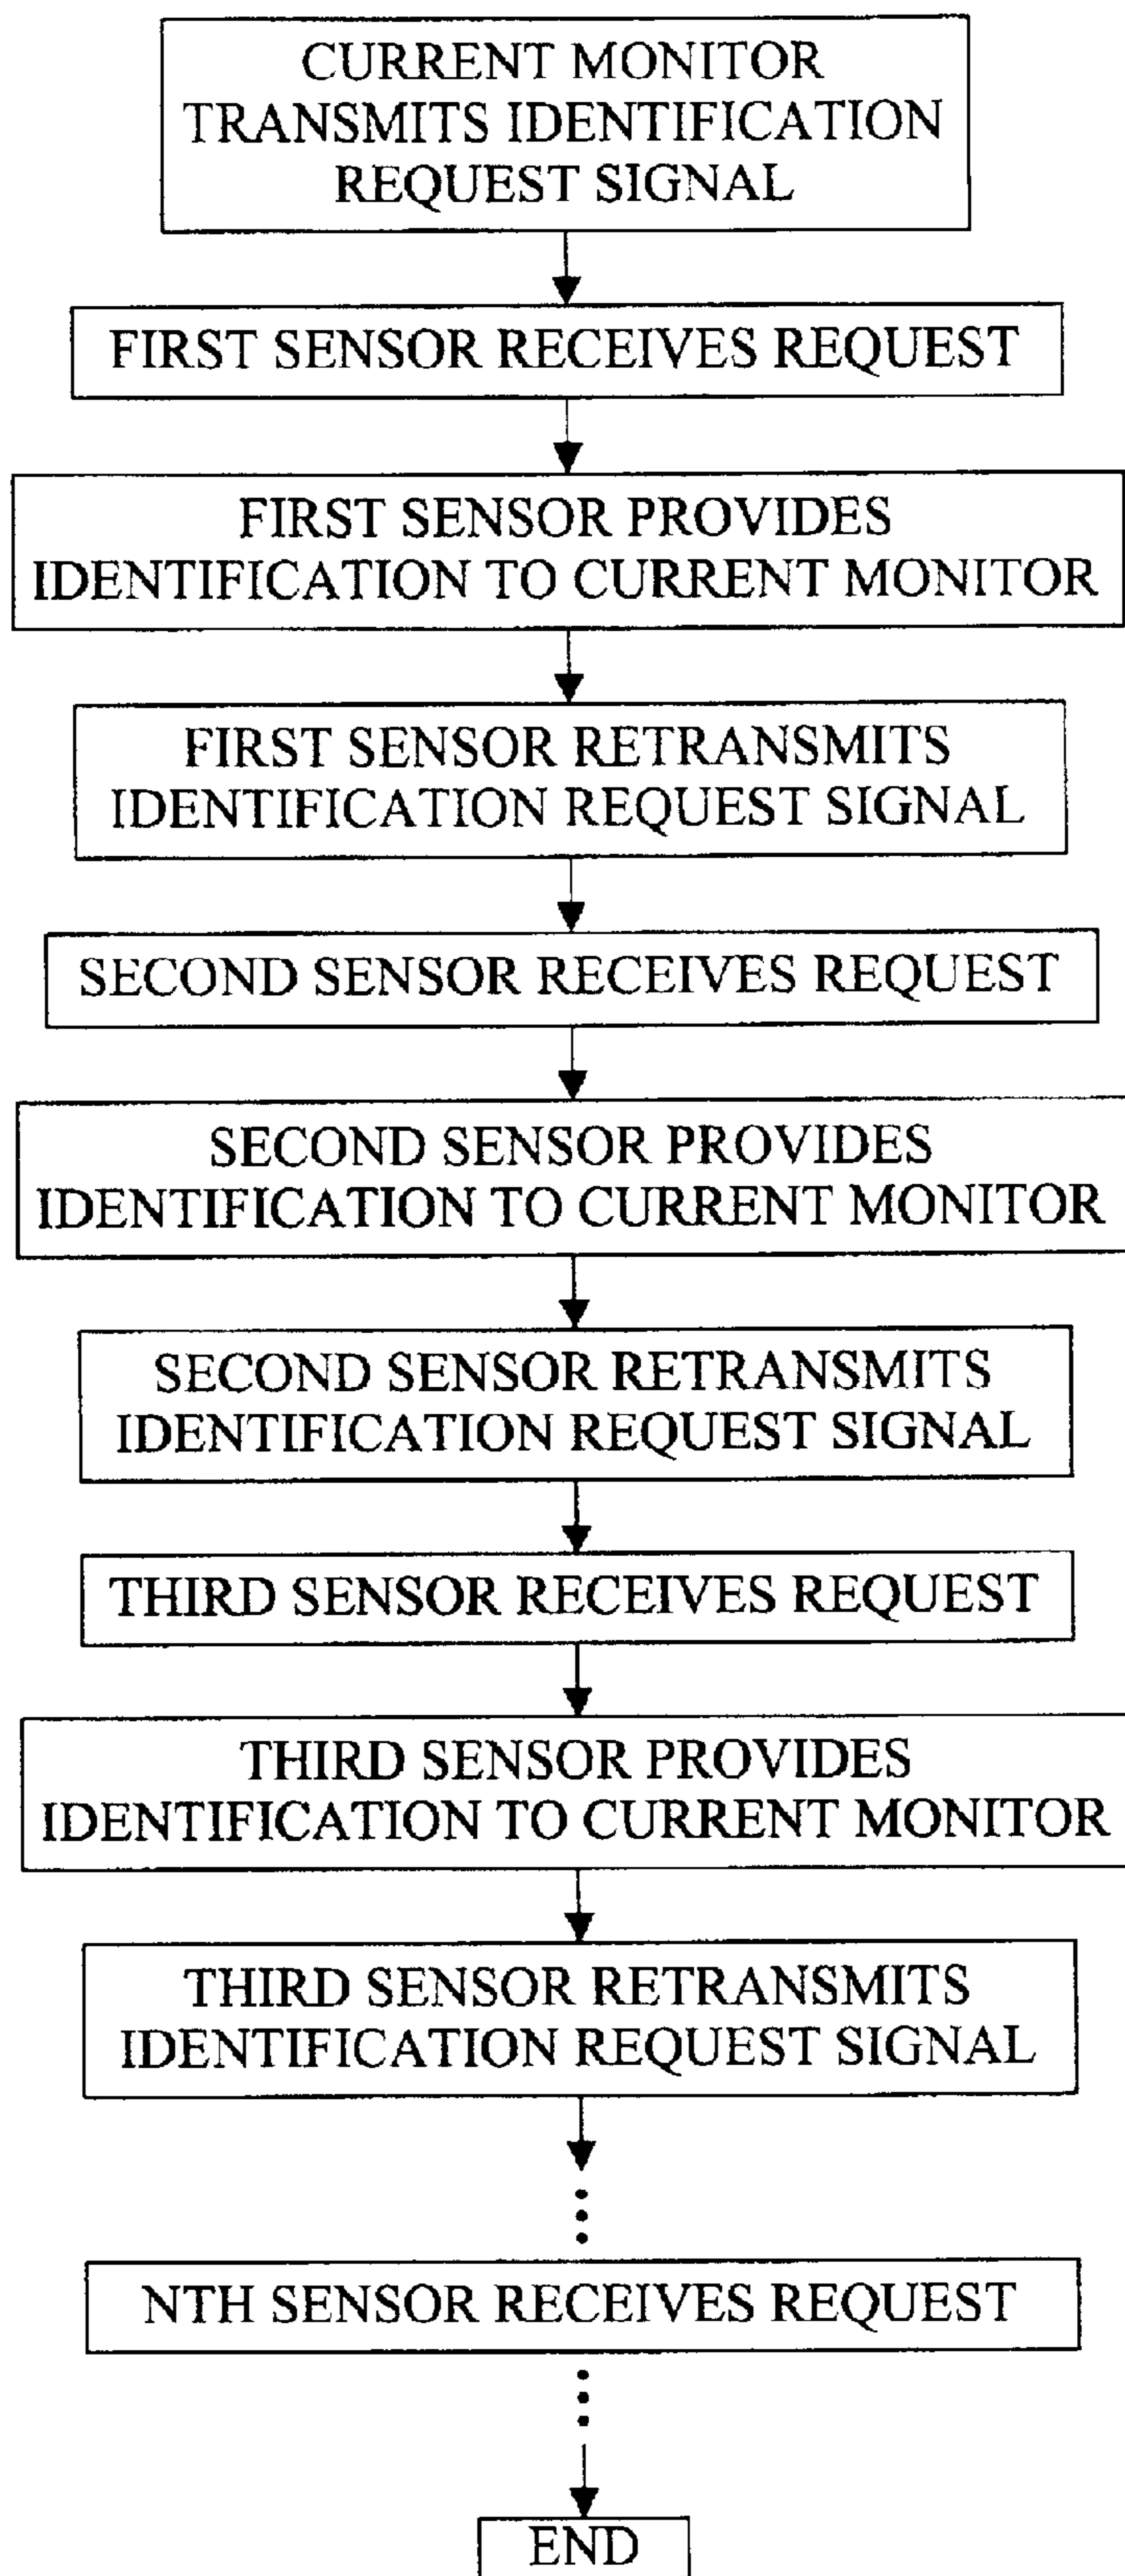 CURRENT MONITOR
TRANSMITS IDENTIFICATION
REQUEST SIGNAL
FIRST SENSOR RECEIVES REQUEST
FIRST SENSOR PROVIDES
IDENTIFICATION TO CURRENT MONITOR
FIRST SENSOR RETRANSMITS
IDENTIFICATION REQUEST SIGNAL
SECOND SENSOR RECEIVES REQUEST
SECOND SENSOR PROVIDES
IDENTIFICATION TO CURRENT MONITOR
SECOND SENSOR RETRANSMITS
IDENTIFICATION REQUEST SIGNAL
THIRD SENSOR RECEIVES REQUEST
THIRD SENSOR PROVIDES
IDENTIFICATION TO CURRENT MONITOR
THIRD SENSOR RETRANSMITS
IDENTIFICATION REQUEST SIGNAL
NTH SENSOR RECEIVES REQUEST
END